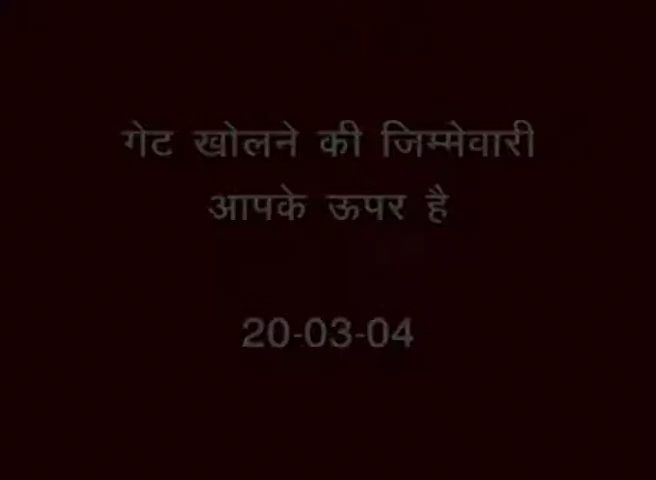 गेट खोलने की जिम्मेवारी
आपके ऊपर है
20-03-04